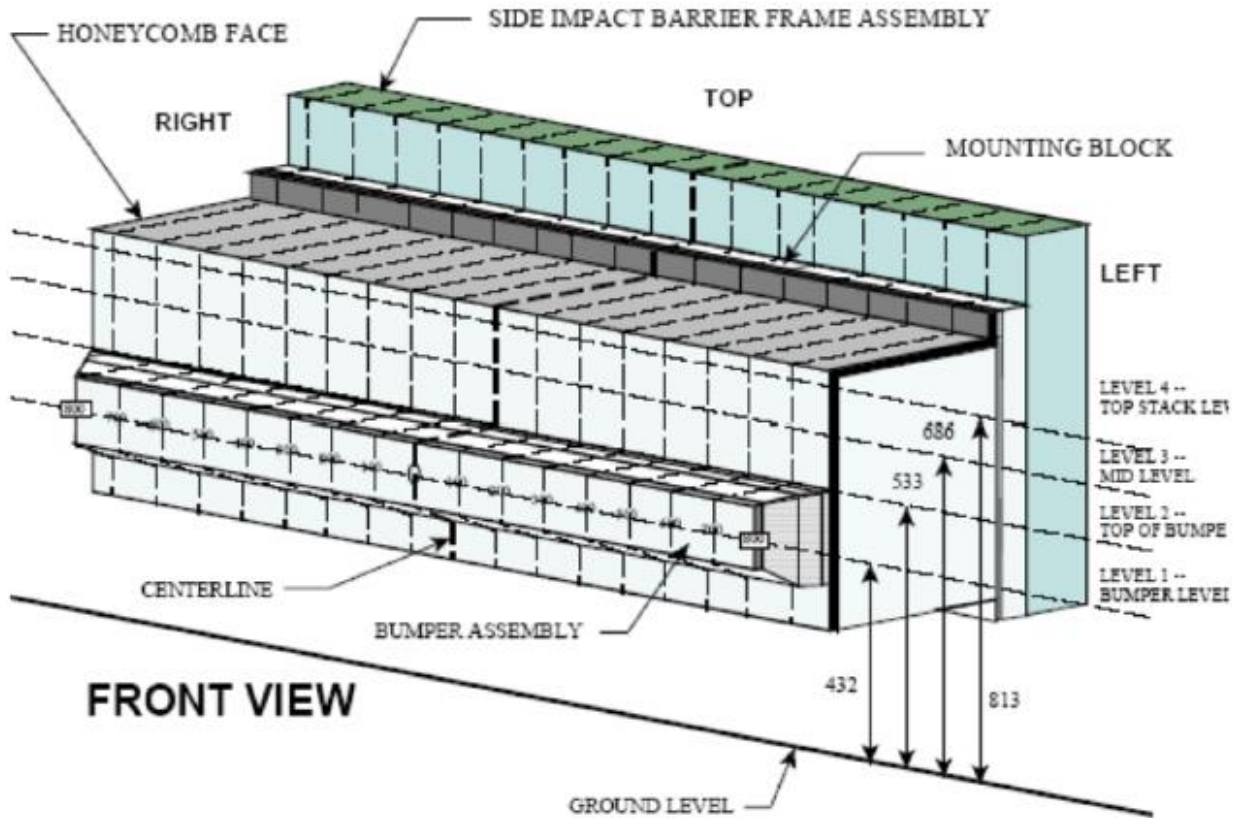 SIDE IMPACT BARRIER FRAME ASSEMBLY
HONEYCOMB FACE
TOP
RIGHT
MOUNTING BLOCK
LEFT
LEVEL 4 --
TOP STACK LEV
686
LEVEL 3 --
MID LEVEL
533
LEVEL 2 --
TOP OF BUMPE
800
800
LEVEL 1 --
BUMPER LEVEL
CENTERLINE
BUMPER ASSEMBLY
432
813
FRONT VIEW
GROUND LEVEL